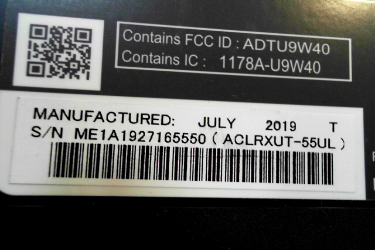 Contains FCC ID : ADTU9W40
Contains IC : 1178A-U9W40
MANUFACTURED: JULY 2019 T
S/N ME1A1927165550 ( ACLRXUT-55UL )